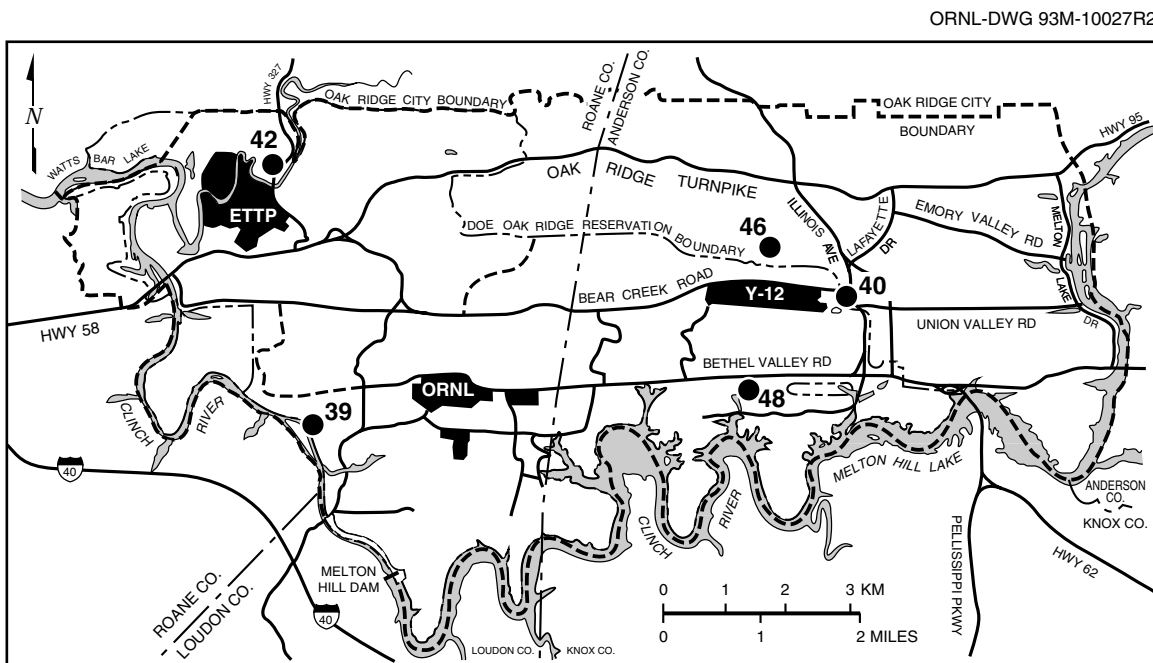 ORNL-DWG 93M-10027R2
N
HWY 327
OAK RIDGE CITY BOUNDARY
ROANE CO.
ANDERSON CO.
OAK RIDGE CITY
BOUNDARY
HWY 95
42
WATTS
BAR LAKE
ETTP
OAK RIDGE TURNPIKE
ILLINOIS AVE
LAFAYETTE
DR
EMORY VALLEY RD
MELTON
LAKE
DR
DOE OAK RIDGE RESERVATION BOUNDARY
46
BEAR CREEK ROAD
Y-12
40
HWY 58
UNION VALLEY RD
BETHEL VALLEY RD
ORNL
48
39
CLINCH
RIVER
40
MELTON HILL LAKE
CLINCH
RIVER
ANDERSON
CO.
KNOX CO.
PELLISSIPPI PKWY
HWY 62
MELTON
HILL DAM
ROANE CO.
LOUDON CO.
40
LOUDON CO.
KNOX CO.
0 1 2 3 KM
0 1 2 MILES